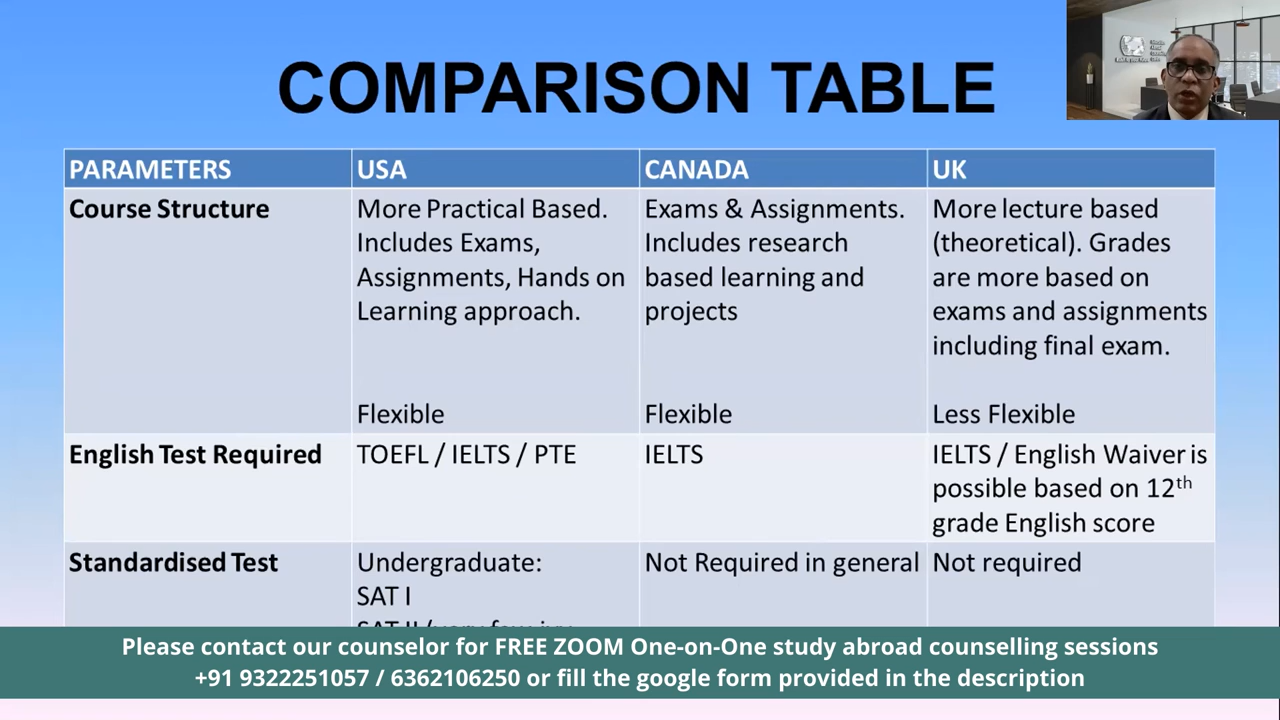 COMPARISON TABLE
PARAMETERS
USA
CANADA
UK
Course Structure
More Practical Based.
Includes Exams,
Assignments, Hands on
Learning approach.
Flexible
Exams & Assignments.
Includes research
based learning and
projects
Flexible
More lecture based
(theoretical). Grades
are more based on
exams and assignments
including final exam.
Less Flexible
English Test Required
TOEFL / IELTS / PTE
IELTS
IELTS / English Waiver is
possible based on 12th
grade English score
Standardised Test
Undergraduate:
SAT I
Not Required in general
Not required
Please contact our counselor for FREE ZOOM One-on-One study abroad counselling sessions
+91 9322251057 / 6362106250 or fill the google form provided in the description